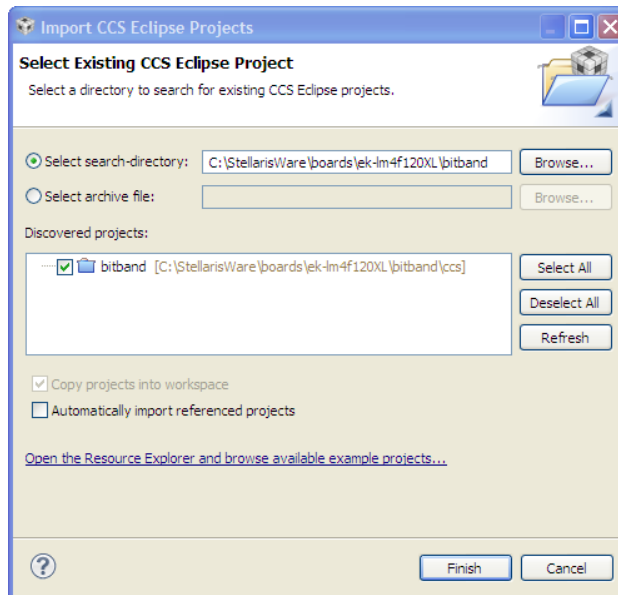 Import CCS Eclipse Projects
Select Existing CCS Eclipse Project
Select a directory to search for existing CCS Eclipse projects.
Select search-directory: C:\StellarisWare\boards\ek-lm4f120XL\bitband Browse...
Select archive file: Browse...
Discovered projects:
bitband [C:\StellarisWare\boards\ek-lm4f120XL\bitband\ccs] Select All
Deselect All
Refresh
Copy projects into workspace
Automatically import referenced projects
Open the Resource Explorer and browse available example projects...
? Finish Cancel